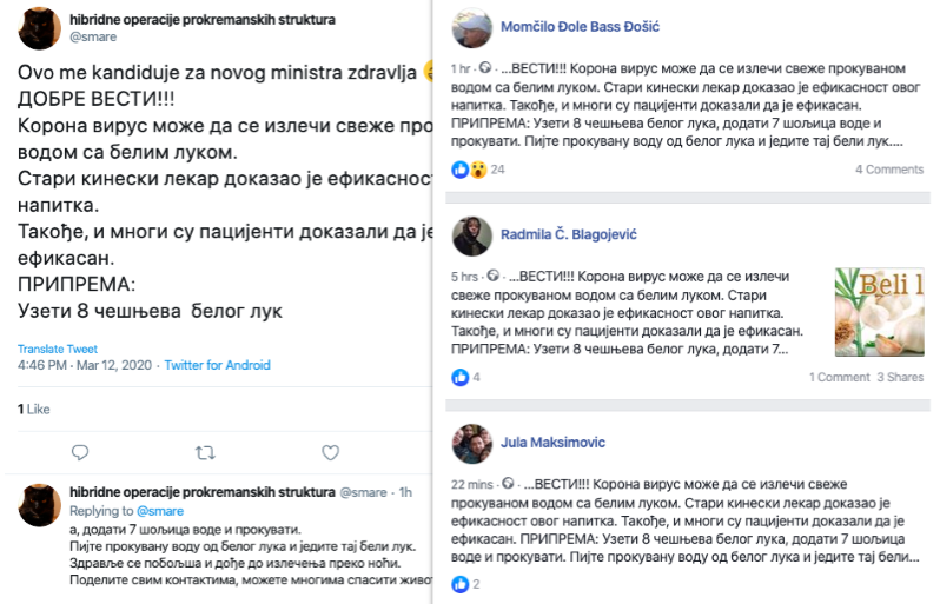 hibridne operacije prokremanskih struktura
@smare
Ovo me kandiduje za novog ministra zdravlja
ДОБРЕ ВЕСТИ!!!
Корона вирус може да се излечи свеже про
водом са белим луком.
Стари кинески лекар доказао је ефикасност
напитка.
Такође, и многи су пацијенти доказали да је
ефикасан.
ПРИПРЕМА:
Узети 8 чешњева белог лук
Translate Tweet
4:46 PM · Mar 12, 2020 · Twitter for Android
1 Like
hibridne operacije prokremanskih struktura @smare · 1h
Replying to @smare
а, додати 7 шољица воде и прокувати.
Пијте прокувану воду од белог лука и једите тај бели лук.
Здравље се побољша и дође до излечења преко ноћи.
Поделите свим контактима, можете многима спасити живот
Momčilo Đole Bass Đošić
1 hr · ...ВЕСТИ!!! Корона вирус може да се излечи свеже прокуваном
водом са белим луком. Стари кинески лекар доказао је ефикасност овог
напитка. Такође, и многи су пацијенти доказали да је ефикасан.
ПРИПРЕМА: Узети 8 чешњева белог лука, додати 7 шољица воде и
прокувати. Пијте прокувану воду од белог лука и једите тај бели лук....
24
4 Comments
Radmila Č. Blagojević
5 hrs · ...ВЕСТИ!!! Корона вирус може да се излечи
свеже прокуваном водом са белим луком. Стари
кинески лекар доказао је ефикасност овог напитка.
Такође, и многи су пацијенти доказали да је ефикасан.
ПРИПРЕМА: Узети 8 чешњева белог лука, додати 7...
Beli l
4
1 Comment 3 Shares
Jula Maksimovic
22 mins · ...ВЕСТИ!!! Корона вирус може да се излечи свеже
прокуваном водом са белим луком. Стари кинески лекар доказао је
ефикасност овог напитка. Такође, и многи су пацијенти доказали да је
ефикасан. ПРИПРЕМА: Узети 8 чешњева белог лука, додати 7 шољица
воде и прокувати. Пијте прокувану воду од белог лука и једите тај бели...
2